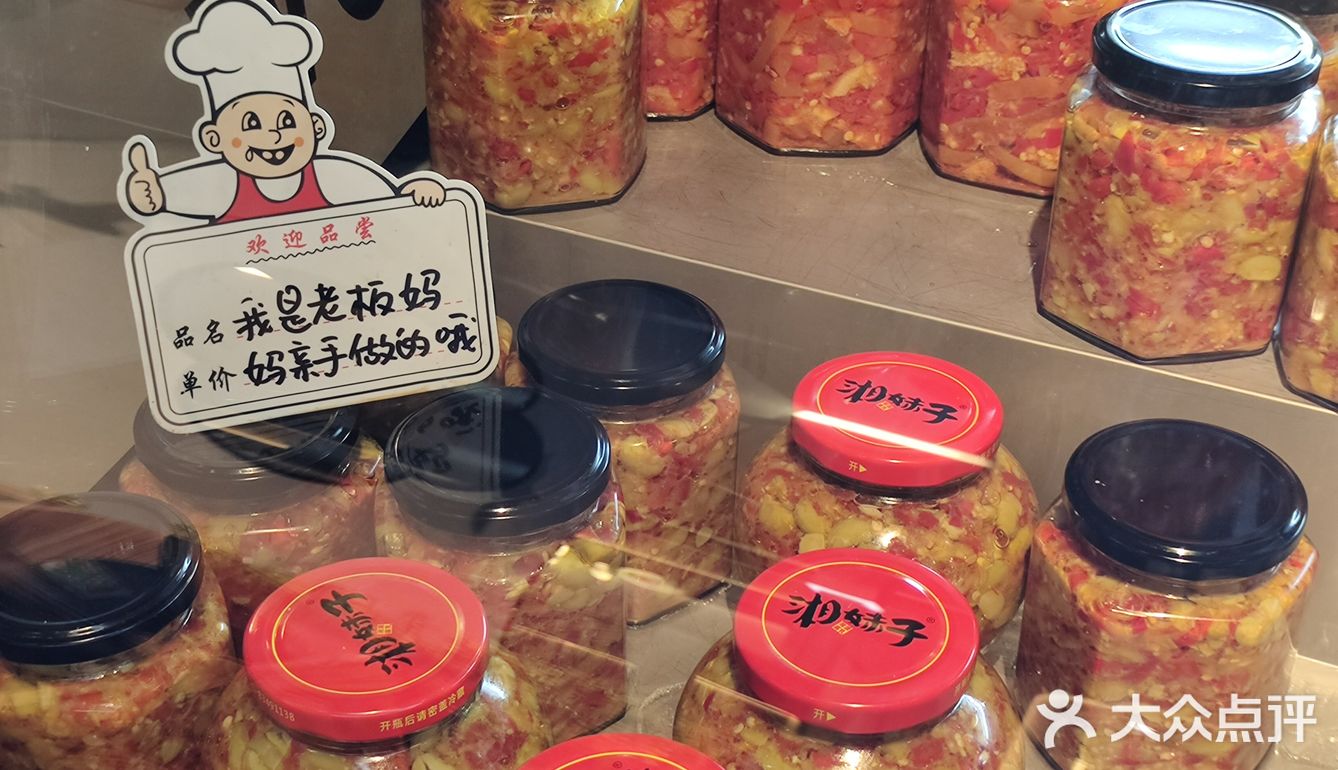 欢迎品尝
品名 我是老板妈
单价 妈亲手做的哦
湘妹子®
开▶
湘妹子®
开▶
湘妹子®
开瓶后请密盖冷藏
大众点评